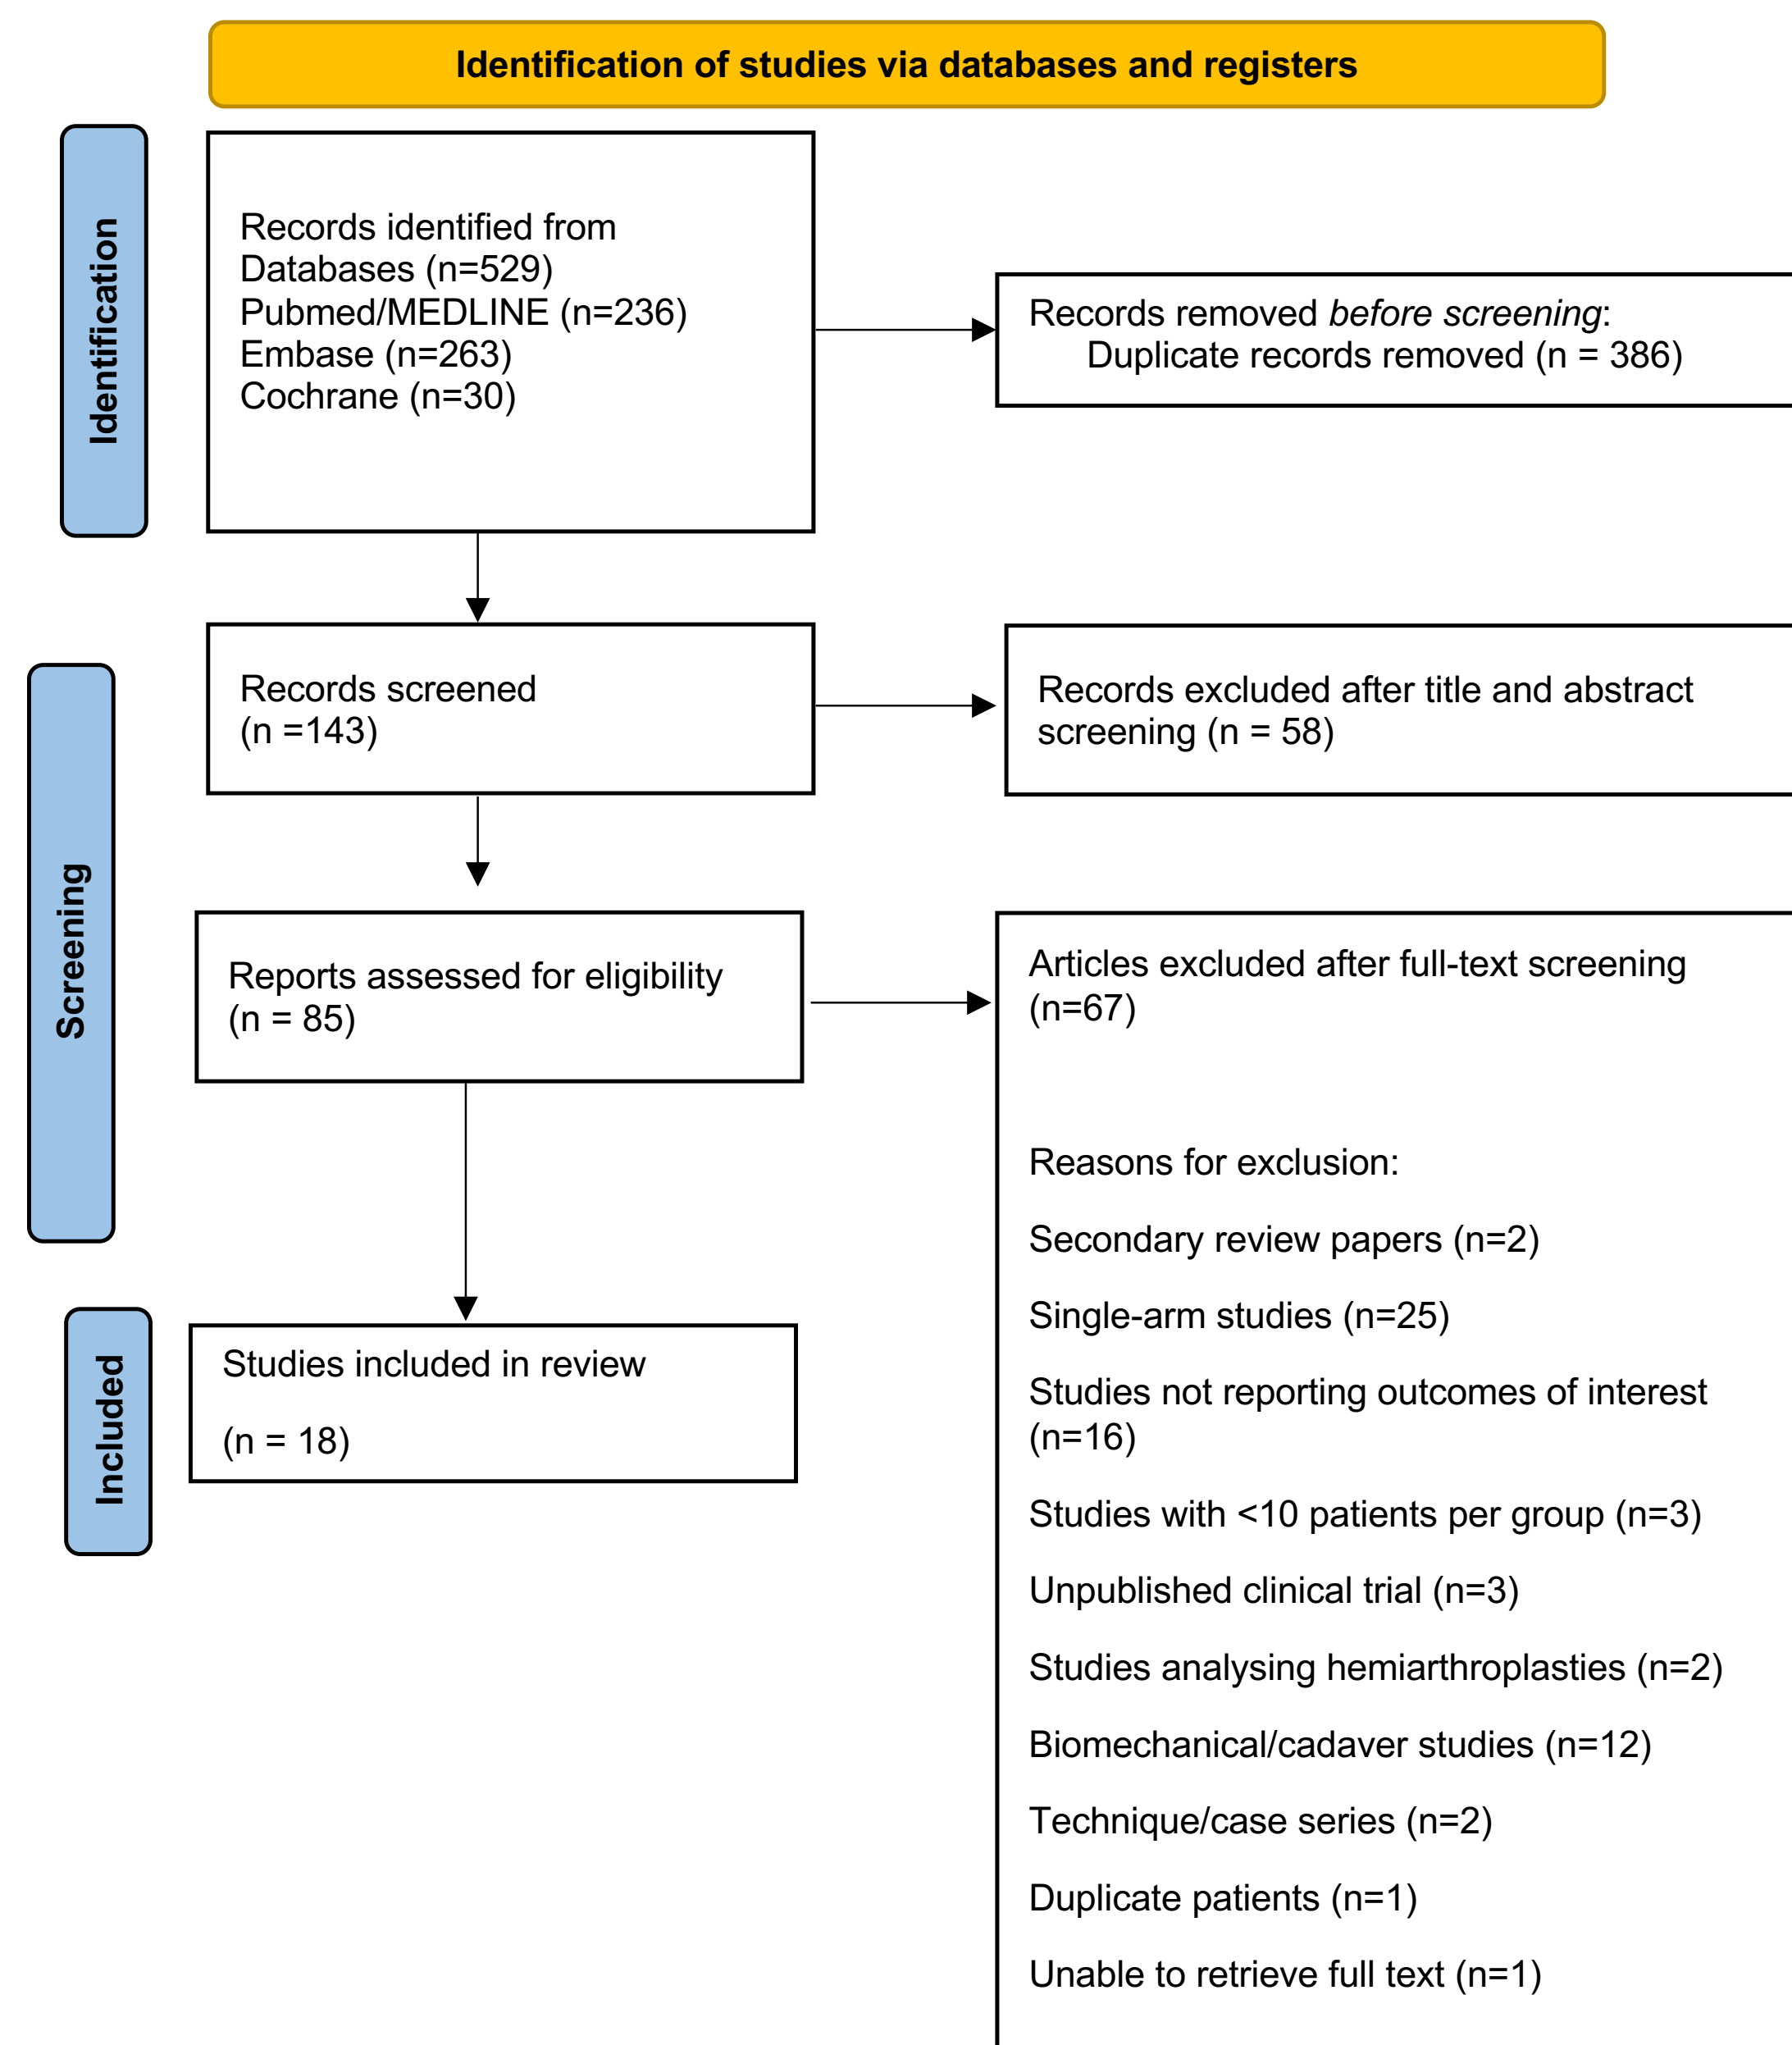 Identification of studies via databases and registers
Identification
Records identified from
Databases (n=529)
Pubmed/MEDLINE (n=236)
Embase (n=263)
Cochrane (n=30)
Records removed before screening:
Duplicate records removed (n = 386)
Screening
Records screened
(n =143)
Records excluded after title and abstract
screening (n = 58)
Reports assessed for eligibility
(n = 85)
Articles excluded after full-text screening
(n=67)
Reasons for exclusion:
Secondary review papers (n=2)
Single-arm studies (n=25)
Studies not reporting outcomes of interest
(n=16)
Studies with <10 patients per group (n=3)
Unpublished clinical trial (n=3)
Studies analysing hemiarthroplasties (n=2)
Biomechanical/cadaver studies (n=12)
Technique/case series (n=2)
Duplicate patients (n=1)
Unable to retrieve full text (n=1)
Included
Studies included in review
(n = 18)